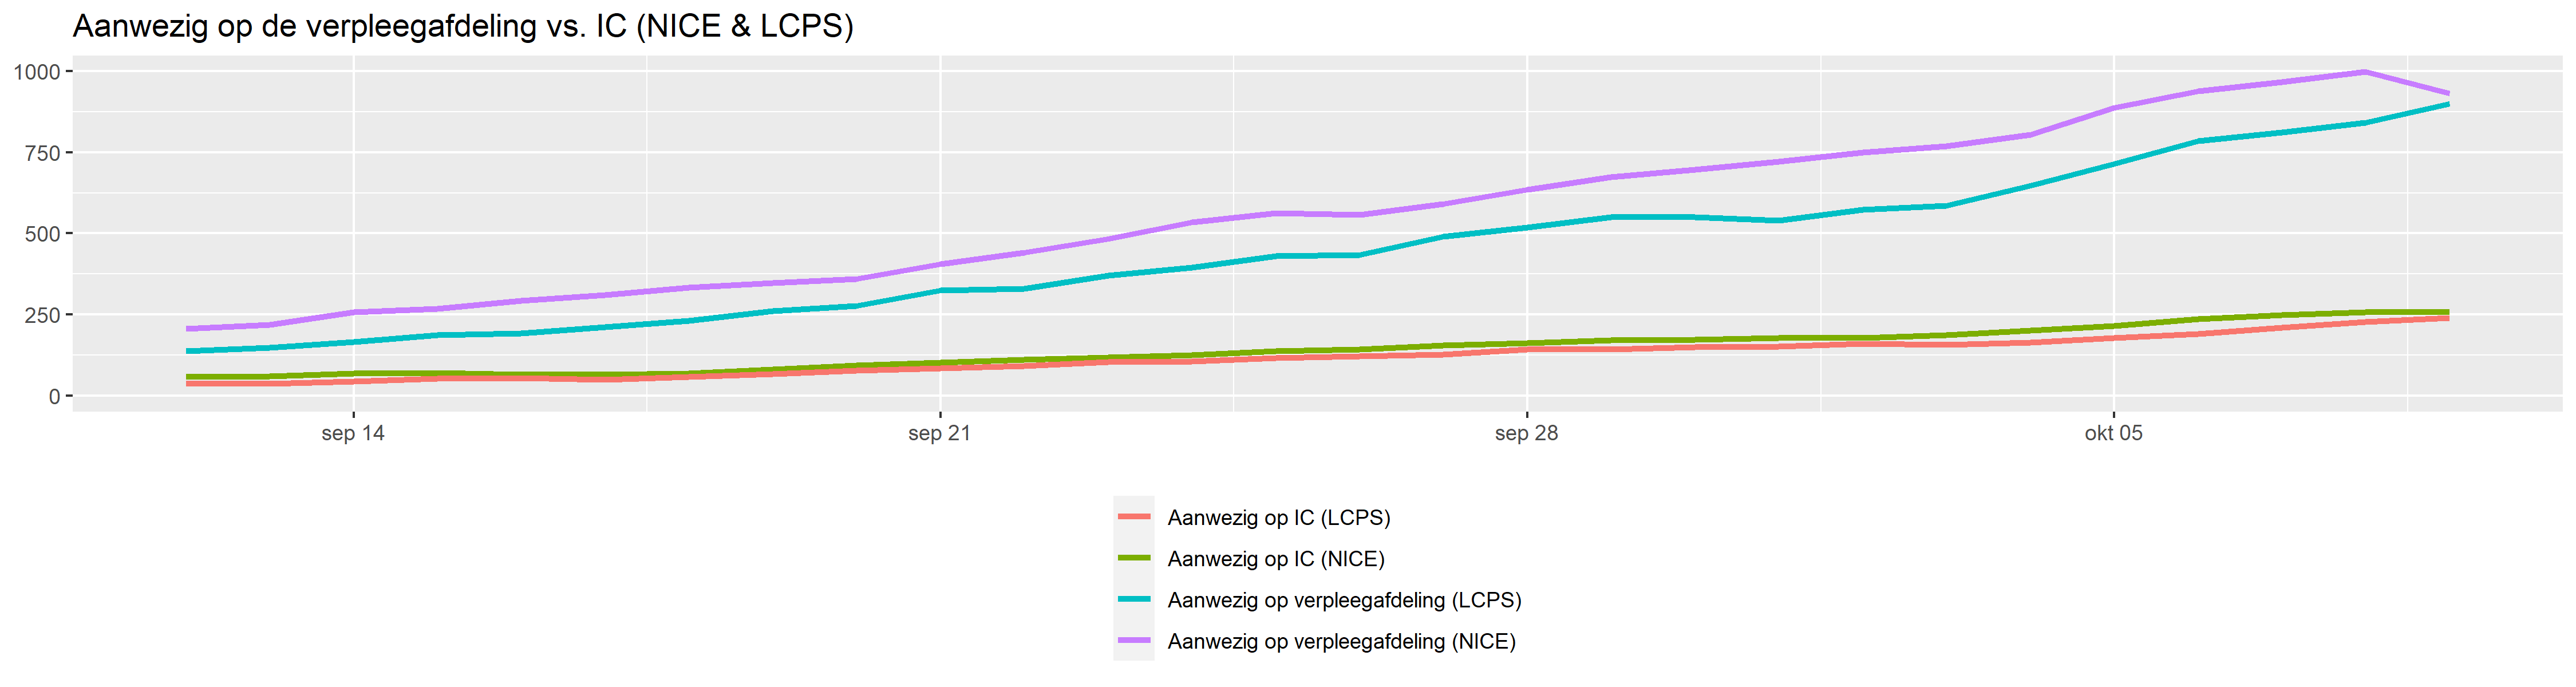 Aanwezig op de verpleegafdeling vs. IC (NICE & LCPS)
1000
750
500
250
0
sep 14 sep 21 sep 28 okt 05
Aanwezig op IC (LCPS)
Aanwezig op IC (NICE)
Aanwezig op verpleegafdeling (LCPS)
Aanwezig op verpleegafdeling (NICE)